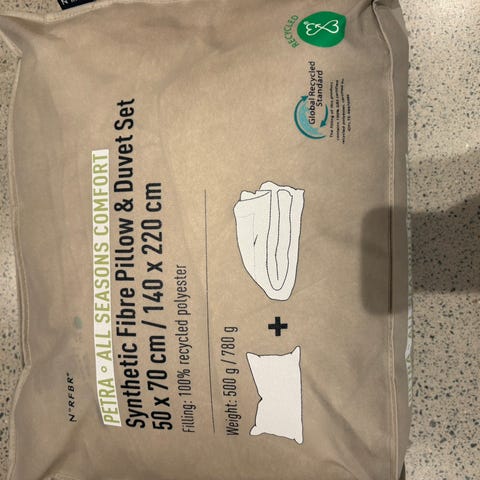 N°RFBR°
PETRA • ALL SEASONS COMFORT
Synthetic Fibre Pillow & Duvet Set
50 x 70 cm / 140 x 220 cm
Filling: 100% recycled polyester
Weight: 500 g / 780 g
+
RECYCLED
Global Recycled
Standard